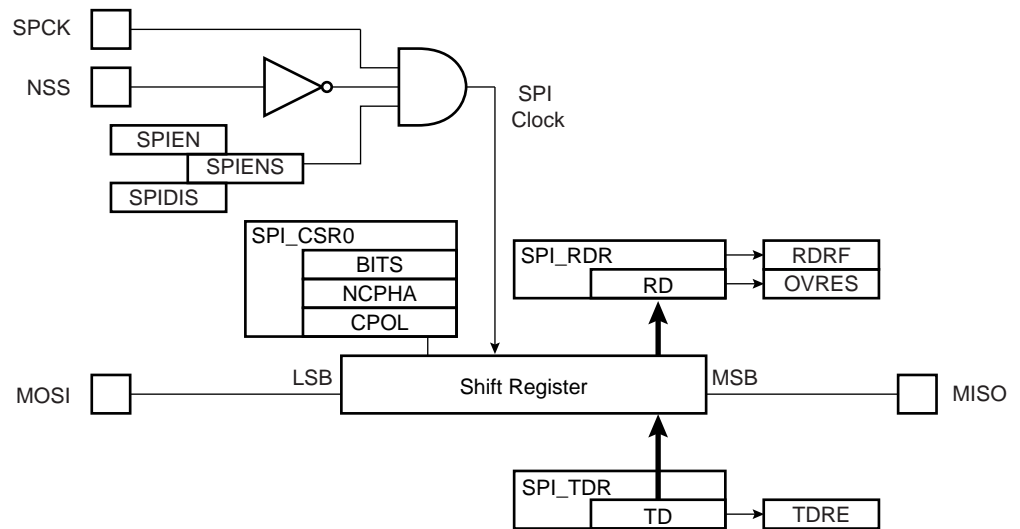 SPCK
NSS
SPI
Clock
SPIEN
SPIENS
SPIDIS
SPI_CSR0
BITS
NCPHA
CPOL
SPI_RDR
RD
RDRF
OVRES
MOSI
LSB
Shift Register
MSB
MISO
SPI_TDR
TD
TDRE